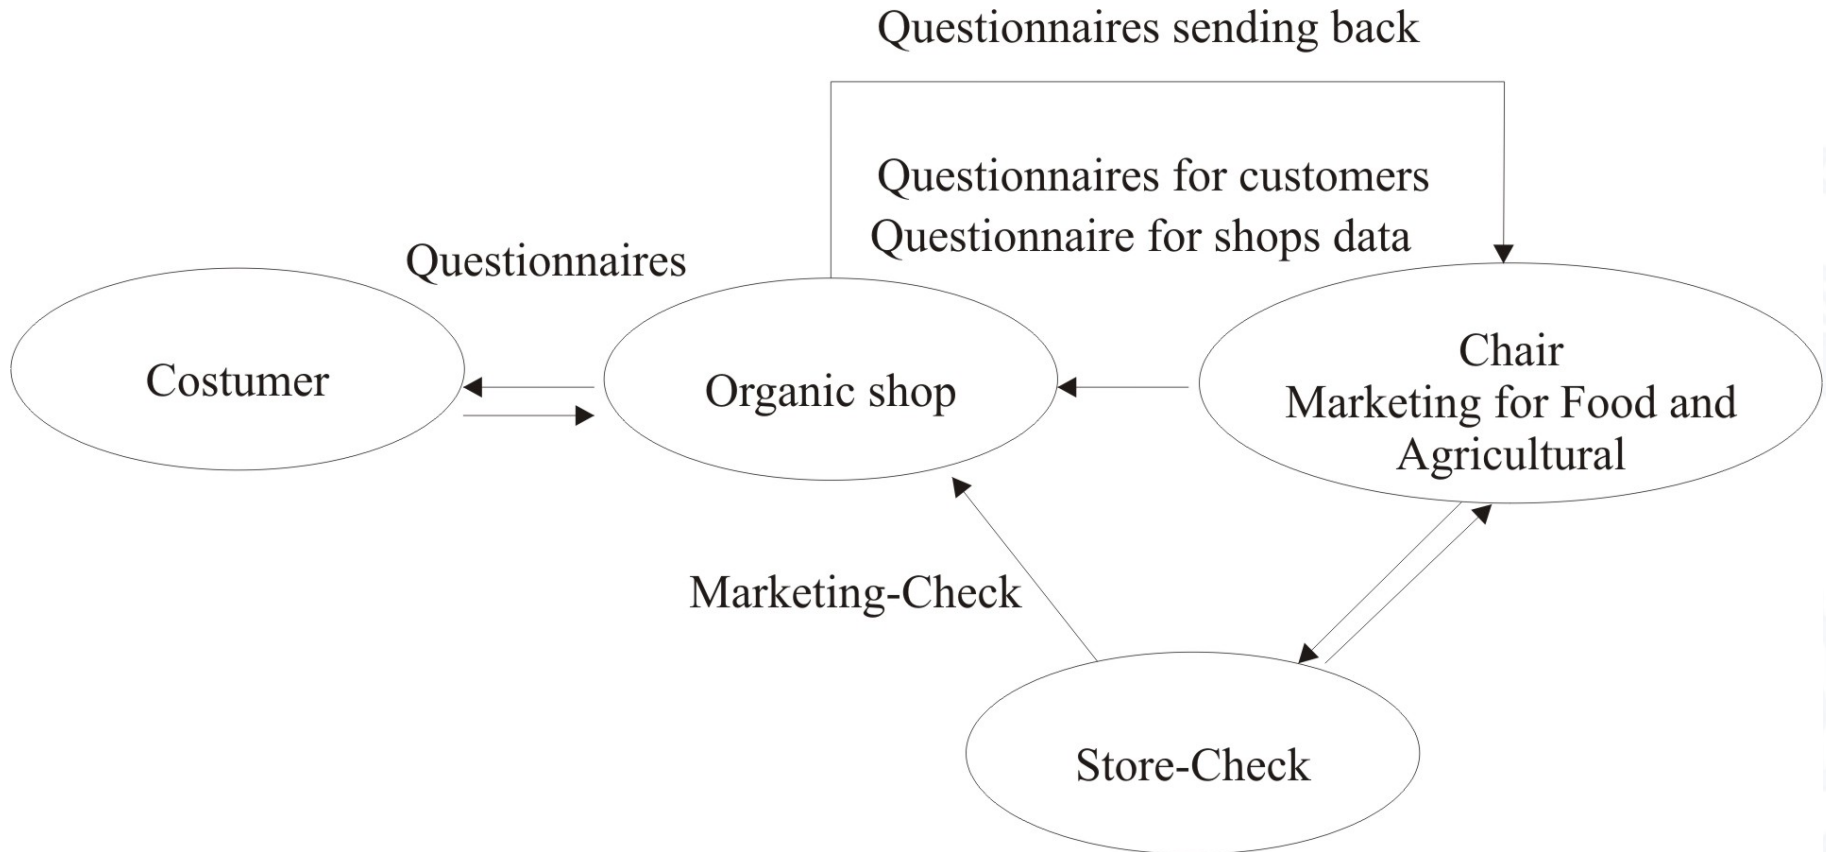 Questionnaires sending back
Questionnaires for customers
Questionnaire for shops data
Questionnaires
Costumer
Organic shop
Chair
Marketing for Food and
Agricultural
Marketing-Check
Store-Check